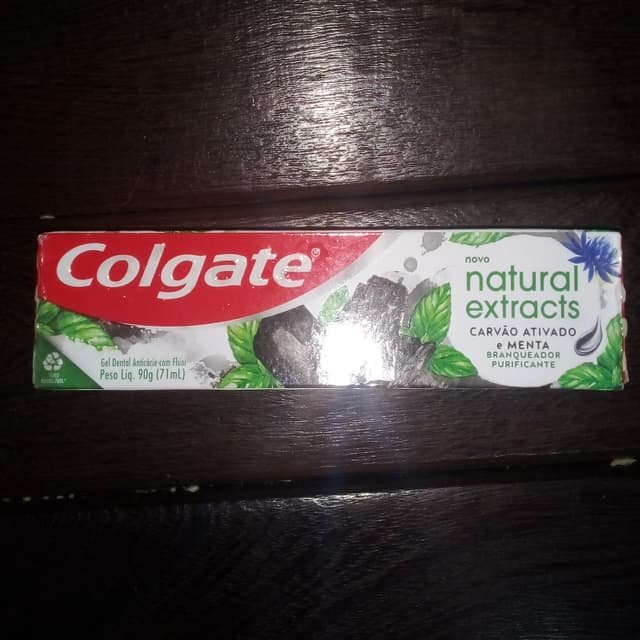 Colgate
novo
natural
extracts
CARVÃO ATIVADO
e MENTA
BRANQUEADOR
PURIFICANTE
Gel Dental Anticárie com Flúor
Peso Líq. 90g (71mL)